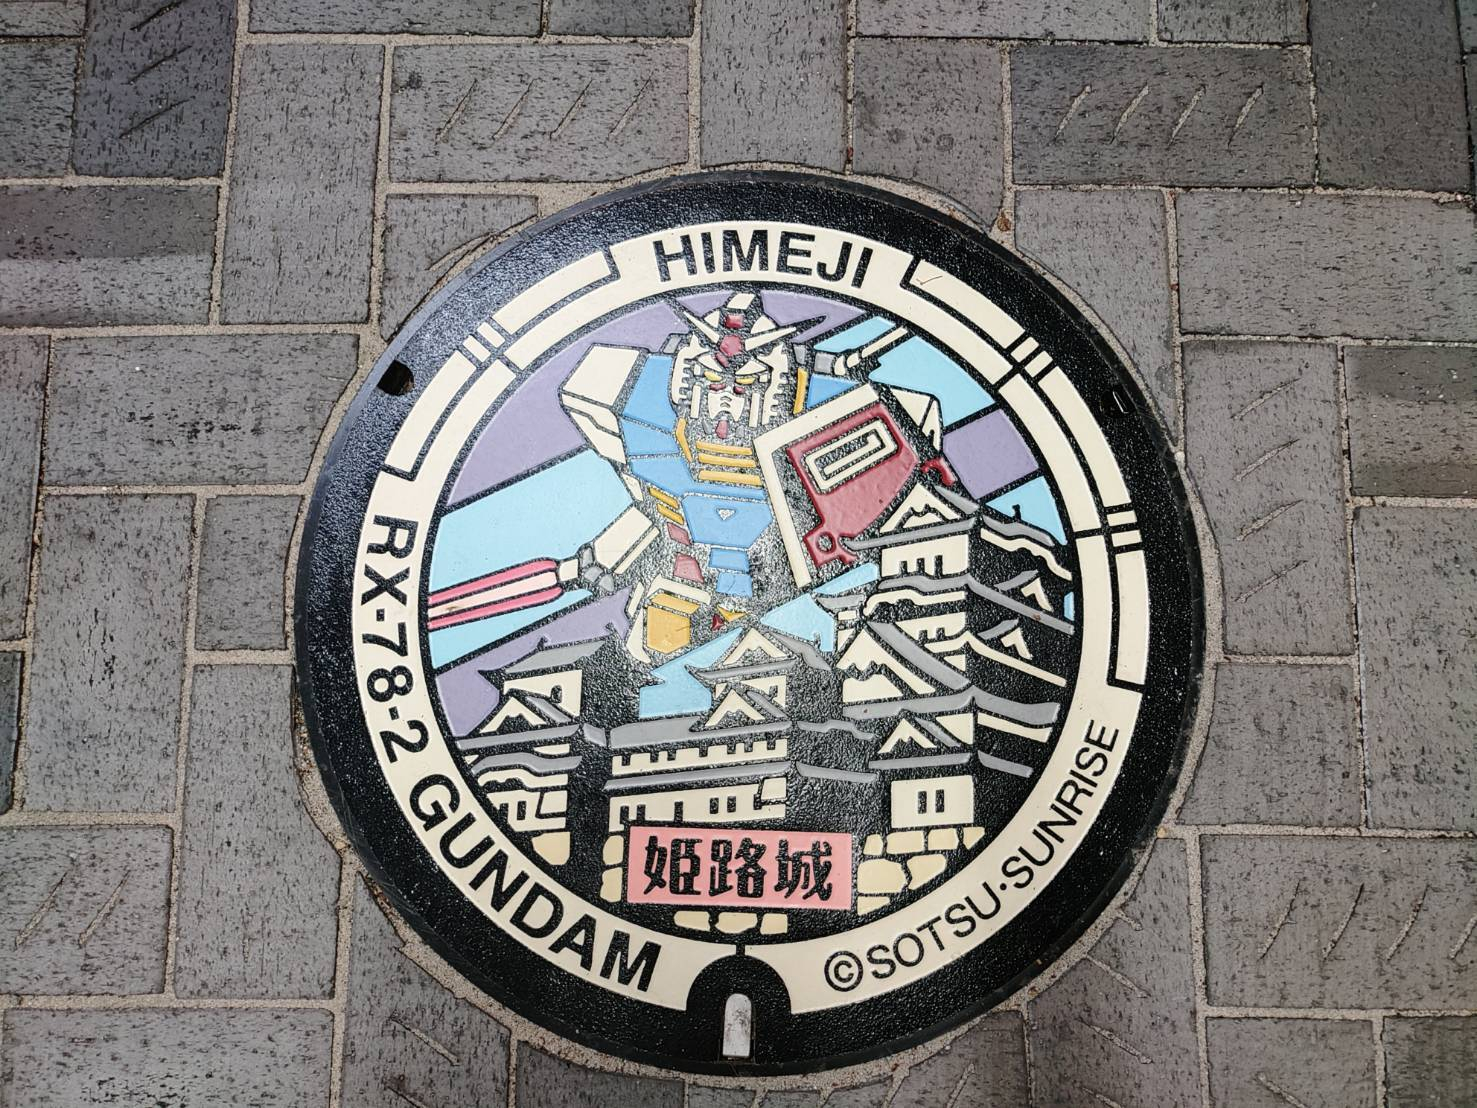 HIMEJI
RX-78-2 GUNDAM
姫路城
©SOTSU・SUNRISE